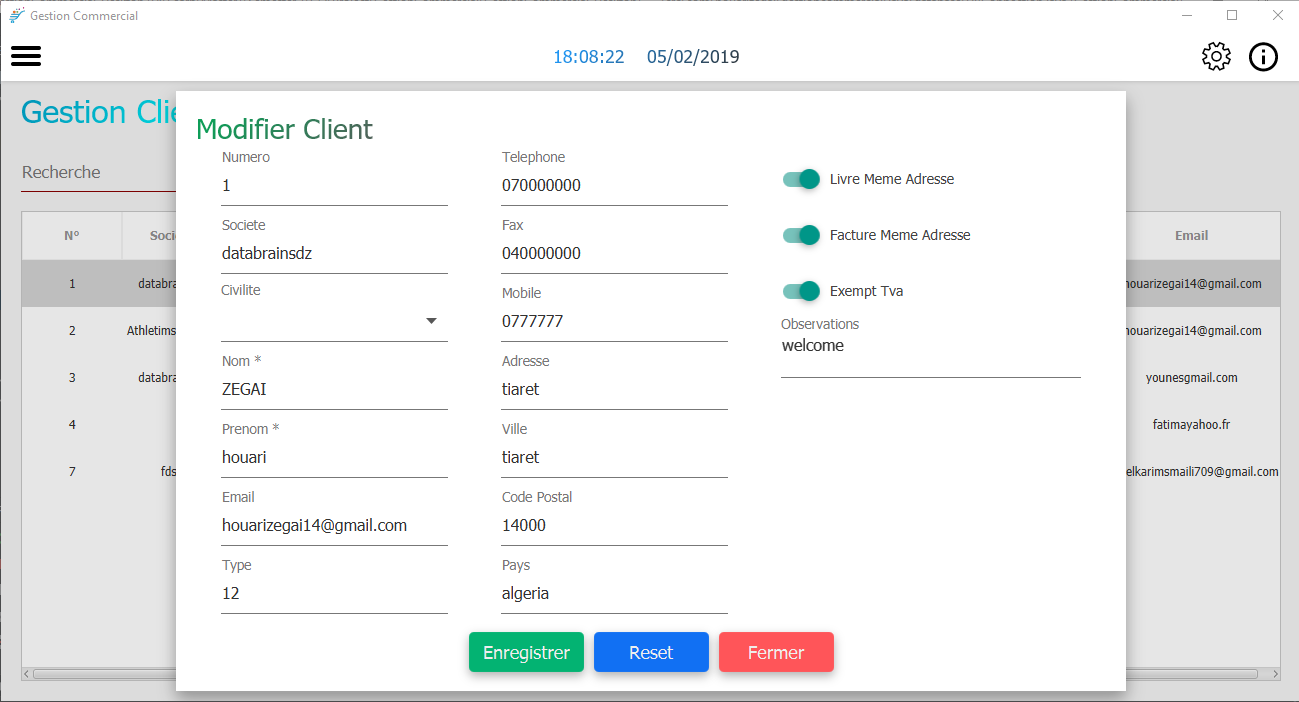 Gestion Commercial
18:08:22 05/02/2019
Gestion Clie
Recherche
N° Soci Email
1 databra houarizegai14@gmail.com
2 Athletims houarizegai14@gmail.com
3 databra younesgmail.com
4 fatimayahoo.fr
7 fds elkarimsmaili709@gmail.com
Modifier Client
Numero
1
Societe
databrainsdz
Civilite
Nom *
ZEGAI
Prenom *
houari
Email
houarizegai14@gmail.com
Type
12
Telephone
070000000
Fax
040000000
Mobile
0777777
Adresse
tiaret
Ville
tiaret
Code Postal
14000
Pays
algeria
Livre Meme Adresse
Facture Meme Adresse
Exempt Tva
Observations
welcome
Enregistrer Reset Fermer